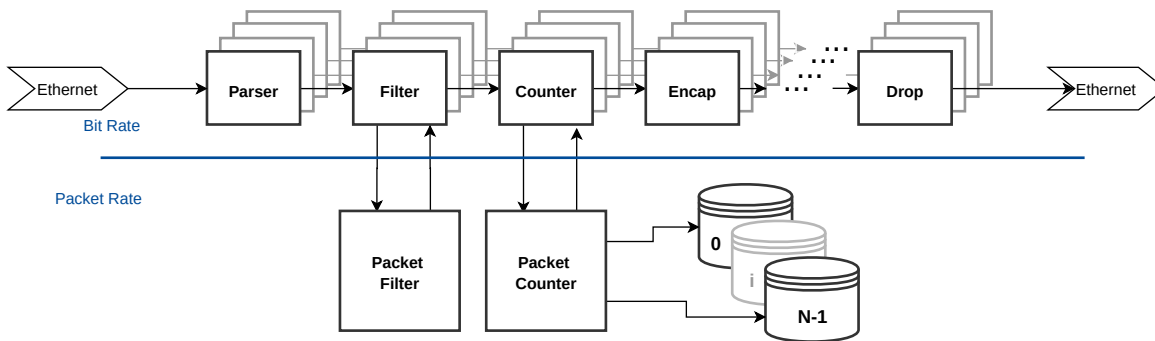 Ethernet
Parser
Filter
Counter
Encap
...
...
...
...
Drop
Ethernet
Bit Rate
Packet Rate
Packet
Filter
Packet
Counter
0
i
N-1